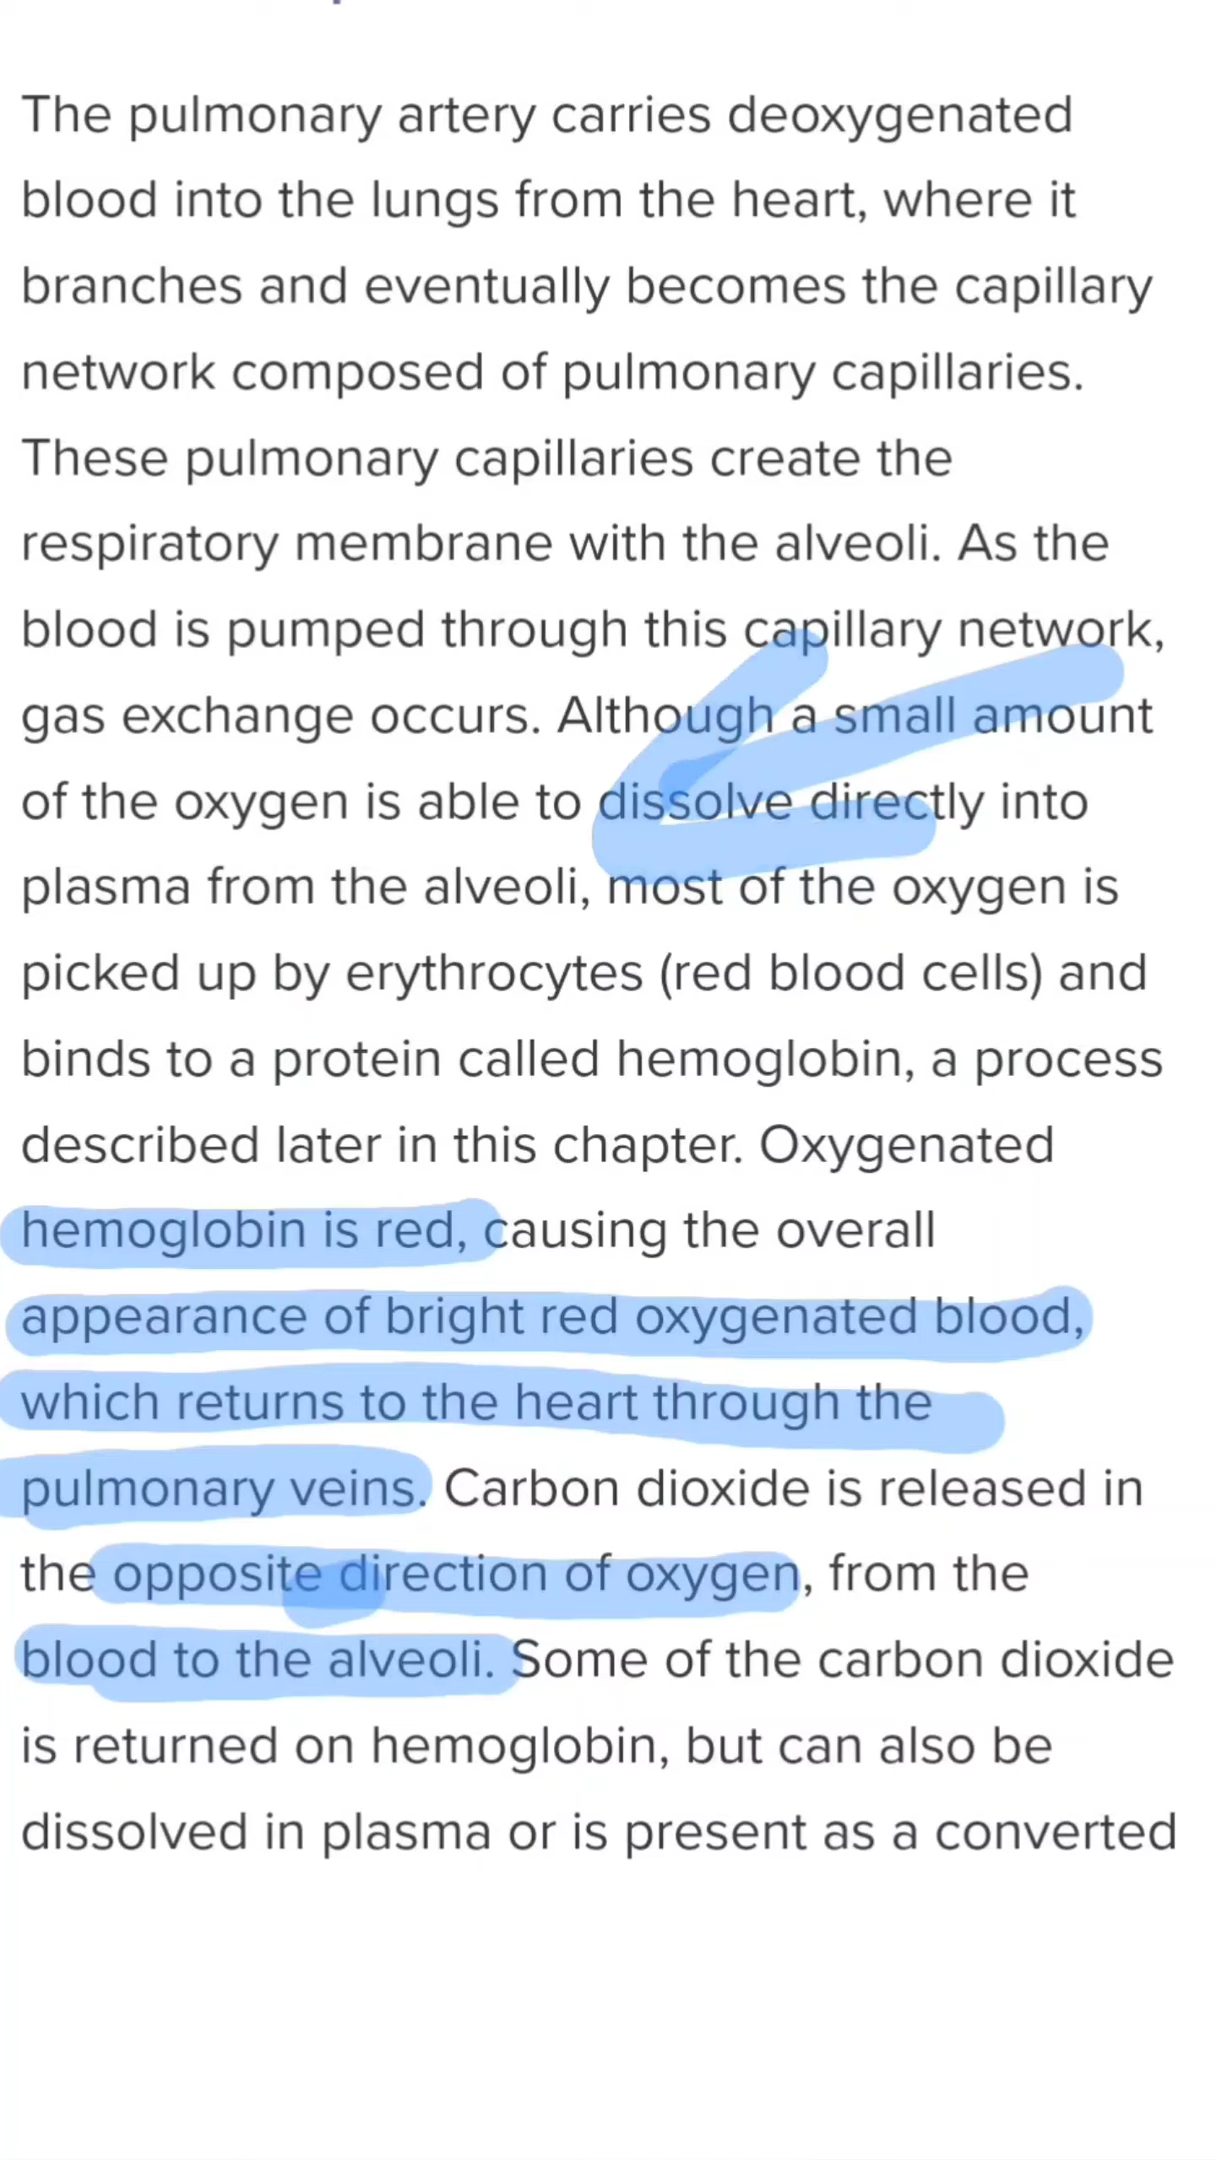 The pulmonary artery carries deoxygenated
blood into the lungs from the heart, where it
branches and eventually becomes the capillary
network composed of pulmonary capillaries.
These pulmonary capillaries create the
respiratory membrane with the alveoli. As the
blood is pumped through this capillary network,
gas exchange occurs. Although a small amount
of the oxygen is able to dissolve directly into
plasma from the alveoli, most of the oxygen is
picked up by erythrocytes (red blood cells) and
binds to a protein called hemoglobin, a process
described later in this chapter. Oxygenated
hemoglobin is red, causing the overall
appearance of bright red oxygenated blood,
which returns to the heart through the
pulmonary veins. Carbon dioxide is released in
the opposite direction of oxygen, from the
blood to the alveoli. Some of the carbon dioxide
is returned on hemoglobin, but can also be
dissolved in plasma or is present as a converted